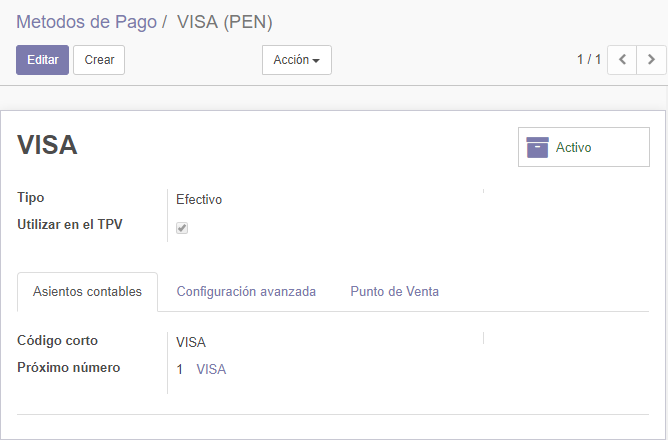 Metodos de Pago / VISA (PEN)
Editar Crear Acción 1 / 1
VISA
Activo
Tipo Efectivo
Utilizar en el TPV
Asientos contables Configuración avanzada Punto de Venta
Código corto VISA
Próximo número 1 VISA